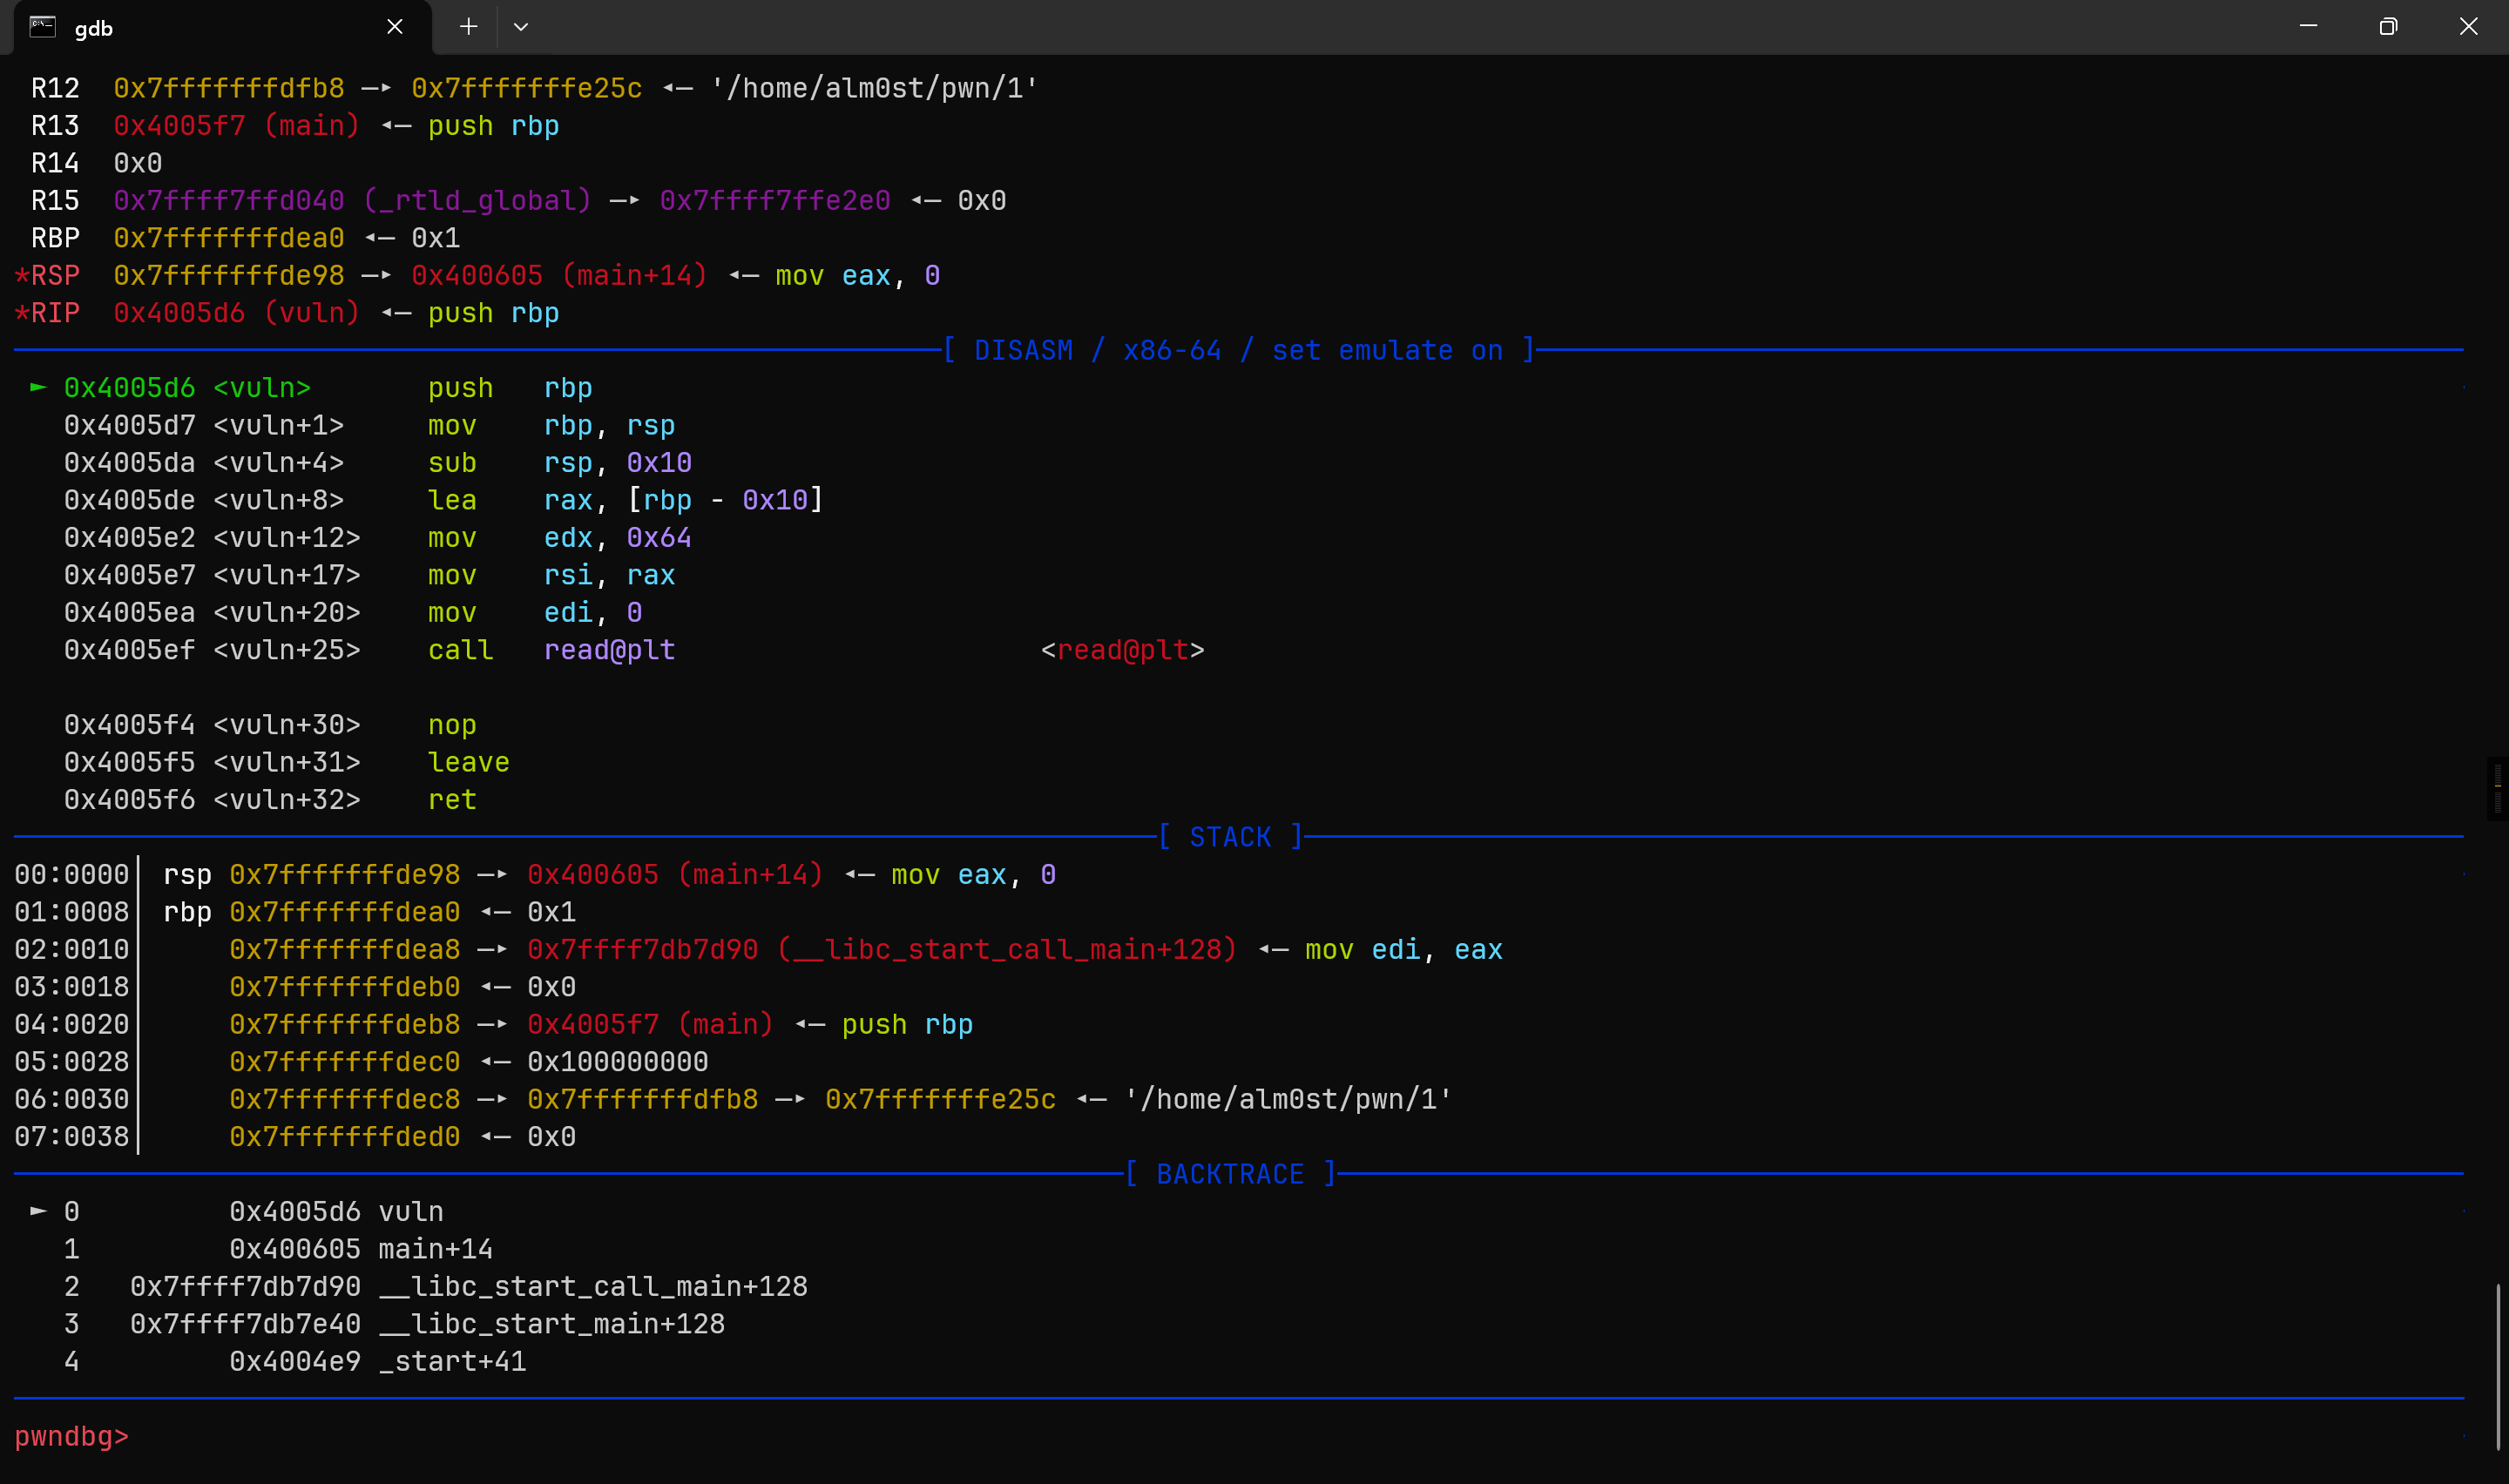 gdb
R12  0x7fffffffdfb8 —▸ 0x7fffffffe25c ◂— '/home/alm0st/pwn/1'
R13  0x4005f7 (main) ◂— push rbp
R14  0x0
R15  0x7ffff7ffd040 (_rtld_global) —▸ 0x7ffff7ffe2e0 ◂— 0x0
RBP  0x7fffffffdea0 ◂— 0x1
*RSP  0x7fffffffde98 —▸ 0x400605 (main+14) ◂— mov eax, 0
*RIP  0x4005d6 (vuln) ◂— push rbp
[ DISASM / x86-64 / set emulate on ]
► 0x4005d6 <vuln>       push   rbp
0x4005d7 <vuln+1>     mov    rbp, rsp
0x4005da <vuln+4>     sub    rsp, 0x10
0x4005de <vuln+8>     lea    rax, [rbp - 0x10]
0x4005e2 <vuln+12>    mov    edx, 0x64
0x4005e7 <vuln+17>    mov    rsi, rax
0x4005ea <vuln+20>    mov    edi, 0
0x4005ef <vuln+25>    call   read@plt                      <read@plt>
0x4005f4 <vuln+30>    nop
0x4005f5 <vuln+31>    leave
0x4005f6 <vuln+32>    ret
[ STACK ]
00:0000│ rsp 0x7fffffffde98 —▸ 0x400605 (main+14) ◂— mov eax, 0
01:0008│ rbp 0x7fffffffdea0 ◂— 0x1
02:0010│     0x7fffffffdea8 —▸ 0x7ffff7db7d90 (__libc_start_call_main+128) ◂— mov edi, eax
03:0018│     0x7fffffffdeb0 ◂— 0x0
04:0020│     0x7fffffffdeb8 —▸ 0x4005f7 (main) ◂— push rbp
05:0028│     0x7fffffffdec0 ◂— 0x100000000
06:0030│     0x7fffffffdec8 —▸ 0x7fffffffdfb8 —▸ 0x7fffffffe25c ◂— '/home/alm0st/pwn/1'
07:0038│     0x7fffffffded0 ◂— 0x0
[ BACKTRACE ]
► 0         0x4005d6 vuln
1         0x400605 main+14
2   0x7ffff7db7d90 __libc_start_call_main+128
3   0x7ffff7db7e40 __libc_start_main+128
4         0x4004e9 _start+41
pwndbg>